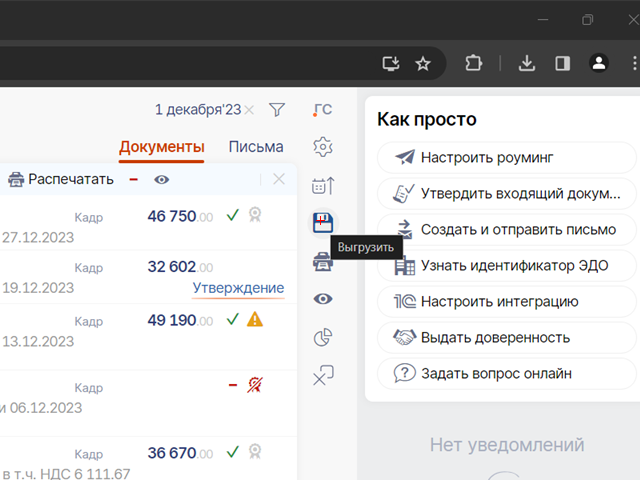 1 декабря'23
ГС
Документы
Письма
Распечатать
Кадр
46 750.00
27.12.2023
Кадр
32 602.00
19.12.2023
Утверждение
Кадр
49 190.00
13.12.2023
Кадр
и 06.12.2023
Кадр
36 670.00
в т.ч. НДС 6 111.67
Выгрузить
Как просто
Настроить роуминг
Утвердить входящий докум...
Создать и отправить письмо
Узнать идентификатор ЭДО
1С
Настроить интеграцию
Выдать доверенность
Задать вопрос онлайн
Нет уведомлений